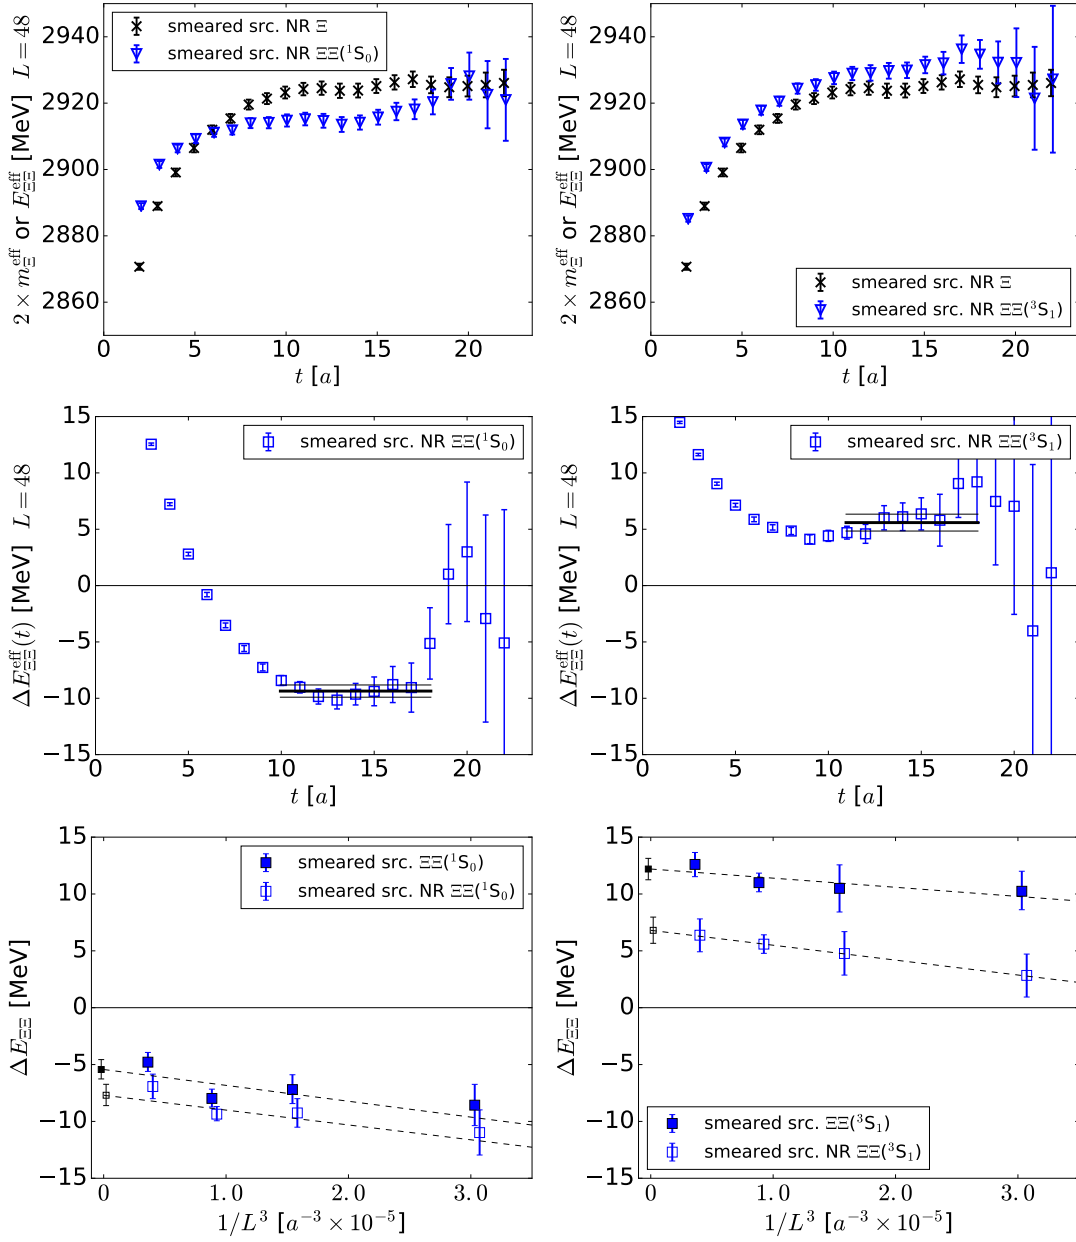 2 × m_Ξ^eff or E_ΞΞ^eff [MeV] L = 48
2940
2920
2900
2880
2860
smeared src. NR Ξ
smeared src. NR ΞΞ(¹S₀)
0 5 10 15 20
t [a]
2 × m_Ξ^eff or E_ΞΞ^eff [MeV] L = 48
2940
2920
2900
2880
2860
smeared src. NR Ξ
smeared src. NR ΞΞ(³S₁)
0 5 10 15 20
t [a]
ΔE_ΞΞ^eff(t) [MeV] L = 48
15
10
5
0
−5
−10
−15
smeared src. NR ΞΞ(¹S₀)
0 5 10 15 20
t [a]
ΔE_ΞΞ^eff(t) [MeV] L = 48
15
10
5
0
−5
−10
−15
smeared src. NR ΞΞ(³S₁)
0 5 10 15 20
t [a]
ΔE_ΞΞ [MeV]
15
10
5
0
−5
−10
−15
smeared src. ΞΞ(¹S₀)
smeared src. NR ΞΞ(¹S₀)
0 1.0 2.0 3.0
1/L³ [a⁻³ × 10⁻⁵]
ΔE_ΞΞ [MeV]
15
10
5
0
−5
−10
−15
smeared src. ΞΞ(³S₁)
smeared src. NR ΞΞ(³S₁)
0 1.0 2.0 3.0
1/L³ [a⁻³ × 10⁻⁵]